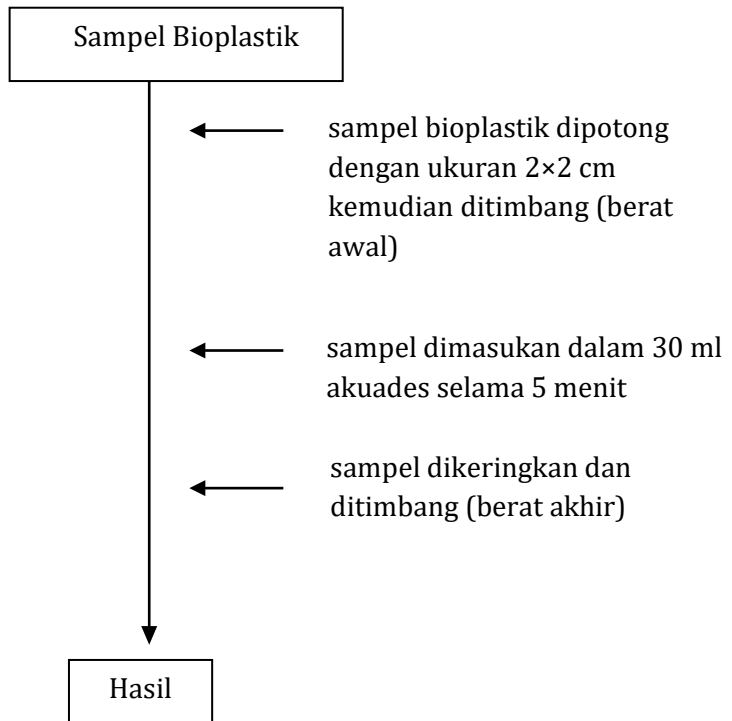 Sampel Bioplastik
sampel bioplastik dipotong
dengan ukuran 2×2 cm
kemudian ditimbang (berat
awal)
sampel dimasukan dalam 30 ml
akuades selama 5 menit
sampel dikeringkan dan
ditimbang (berat akhir)
Hasil